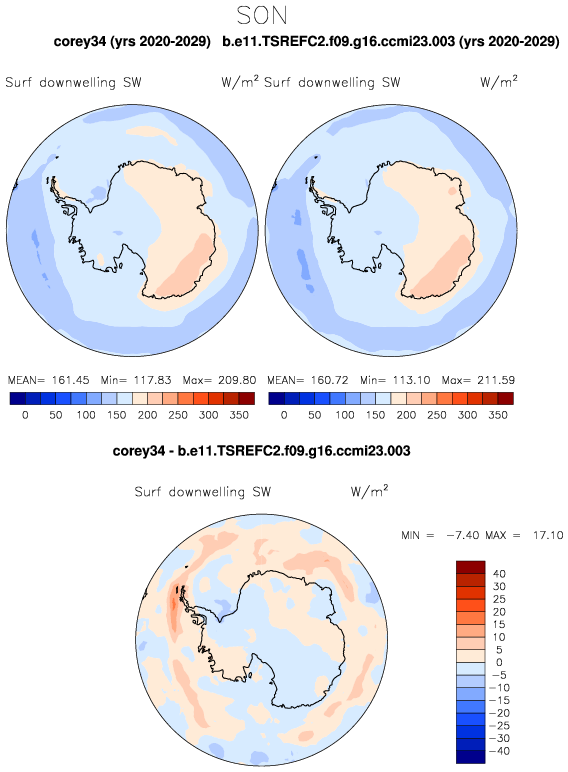 SON
corey34 (yrs 2020-2029) b.e11.TSREFC2.f09.g16.ccmi23.003 (yrs 2020-2029)
Surf downwelling SW W/m² Surf downwelling SW W/m²
MEAN= 161.45 Min= 117.83 Max= 209.80 MEAN= 160.72 Min= 113.10 Max= 211.59
0 50 100 150 200 250 300 350 0 50 100 150 200 250 300 350
corey34 - b.e11.TSREFC2.f09.g16.ccmi23.003
Surf downwelling SW W/m²
MIN = -7.40 MAX = 17.10
40
30
25
20
15
10
5
0
-5
-10
-15
-20
-25
-30
-40